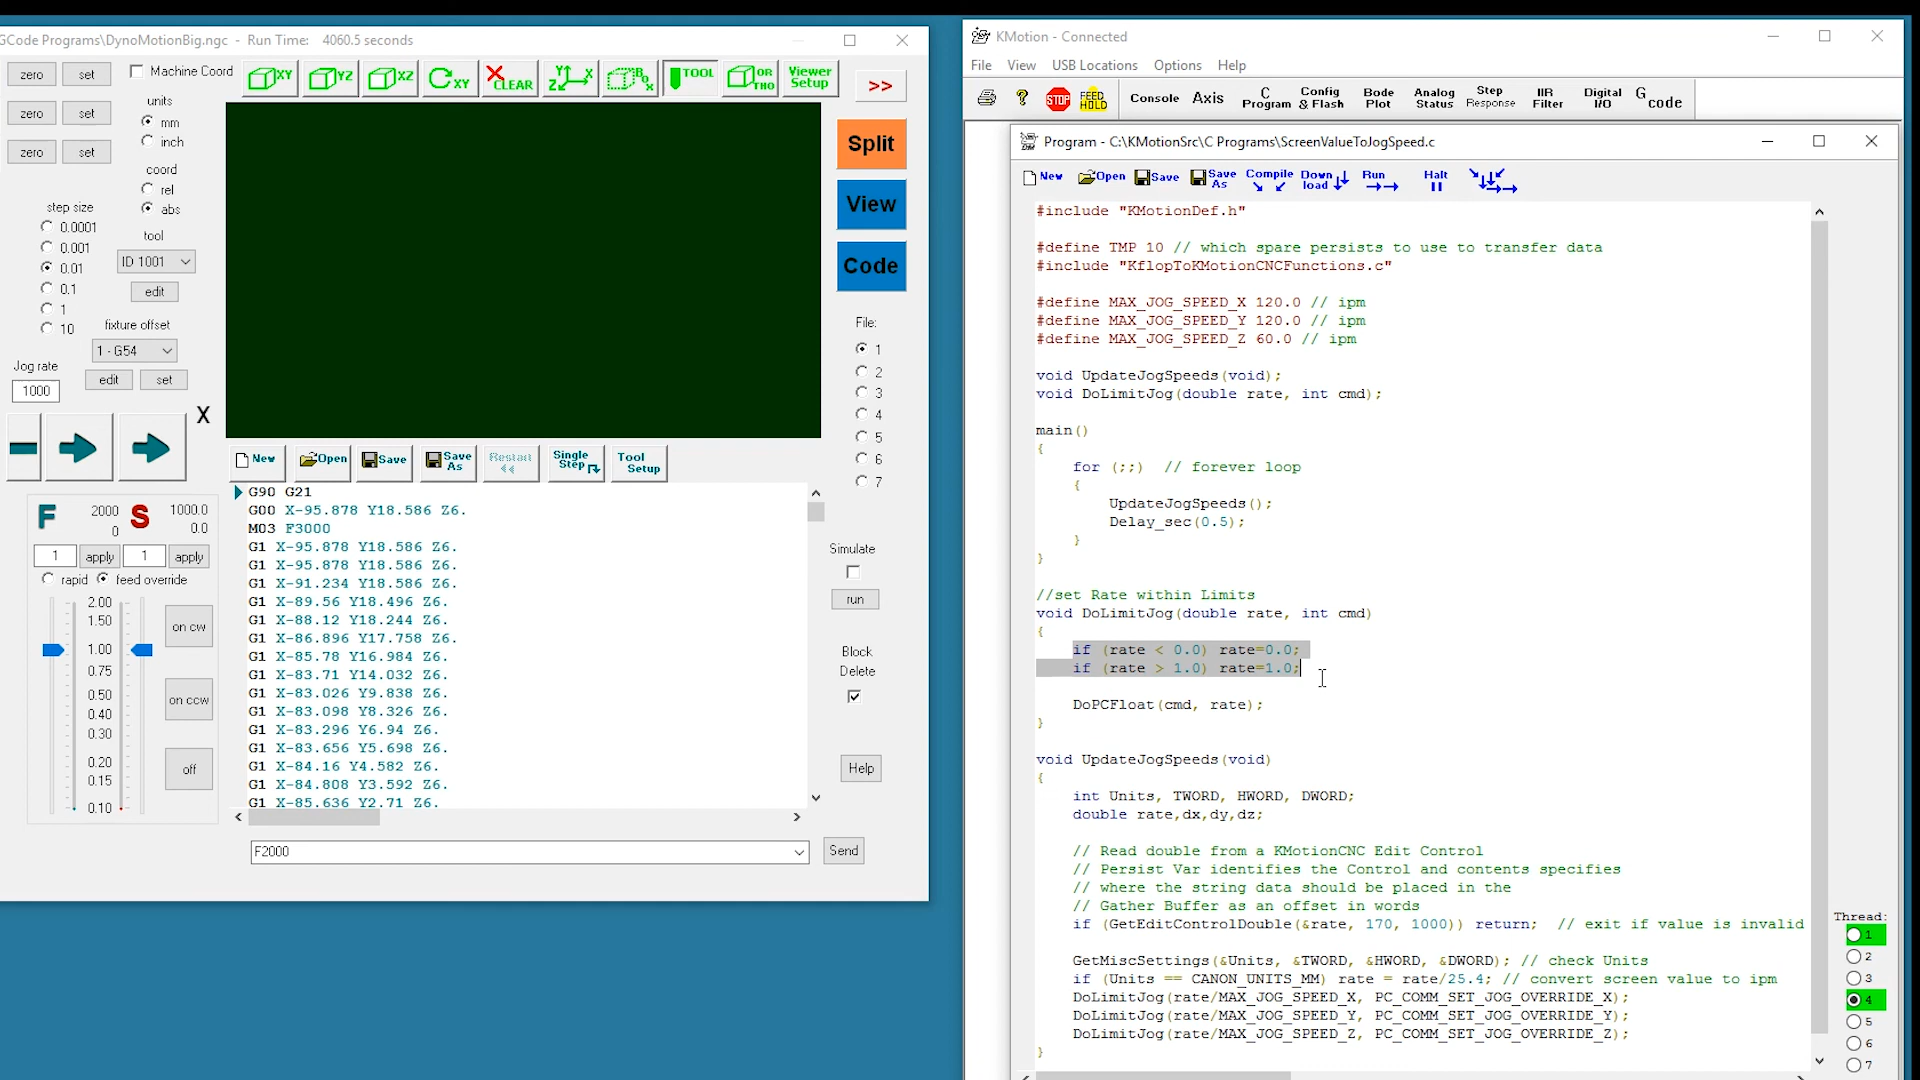 GCode Programs\DynoMotionBig.ngc - Run Time: 4060.5 seconds
zero set
zero set
zero set
Machine Coord
units
mm
inch
coord
rel
abs
step size
0.0001
0.001
0.01
0.1
1
10
tool
ID 1001
edit
fixture offset
1 - G54
edit set
Jog rate
1000
X
F 2000 S 1000.0
0 0.0
1 apply 1 apply
rapid feed override
2.00
1.50
1.00
0.75
0.50
0.40
0.30
0.20
0.15
0.10
on cw
on ccw
off
XY YZ XZ XY CLEAR Z Y X Box TOOL ORTHO Viewer Setup >>
Split
View
Code
File:
1
2
3
4
5
6
7
New Open Save Save As Restart Single Step Tool Setup
G90 G21
G00 X-95.878 Y18.586 Z6.
M03 F3000
G1 X-95.878 Y18.586 Z6.
G1 X-95.878 Y18.586 Z6.
G1 X-91.234 Y18.586 Z6.
G1 X-89.56 Y18.496 Z6.
G1 X-88.12 Y18.244 Z6.
G1 X-86.896 Y17.758 Z6.
G1 X-85.78 Y16.984 Z6.
G1 X-83.71 Y14.032 Z6.
G1 X-83.026 Y9.838 Z6.
G1 X-83.098 Y8.326 Z6.
G1 X-83.296 Y6.94 Z6.
G1 X-83.656 Y5.698 Z6.
G1 X-84.16 Y4.582 Z6.
G1 X-84.808 Y3.592 Z6.
G1 X-85.636 Y2.71 Z6.
Simulate
run
Block
Delete
Help
F2000
Send
KMotion - Connected
File View USB Locations Options Help
STOP FEED HOLD Console Axis C Program Config & Flash Bode Plot Analog Status Step Response IIR Filter Digital I/O G code
Program - C:\KMotionSrc\C Programs\ScreenValueToJogSpeed.c
New Open Save Save As Compile Download Run Halt
#include "KMotionDef.h"
#define TMP 10 // which spare persists to use to transfer data
#include "KflopToKMotionCNCFunctions.c"
#define MAX_JOG_SPEED_X 120.0 // ipm
#define MAX_JOG_SPEED_Y 120.0 // ipm
#define MAX_JOG_SPEED_Z 60.0 // ipm
void UpdateJogSpeeds(void);
void DoLimitJog(double rate, int cmd);
main()
{
for (;;) // forever loop
{
UpdateJogSpeeds();
Delay_sec(0.5);
}
}
//set Rate within Limits
void DoLimitJog(double rate, int cmd)
{
if (rate < 0.0) rate=0.0;
if (rate > 1.0) rate=1.0;
DoPCFloat(cmd, rate);
}
void UpdateJogSpeeds(void)
{
int Units, TWORD, HWORD, DWORD;
double rate,dx,dy,dz;
// Read double from a KMotionCNC Edit Control
// Persist Var identifies the Control and contents specifies
// where the string data should be placed in the
// Gather Buffer as an offset in words
if (GetEditControlDouble(&rate, 170, 1000)) return; // exit if value is invalid
GetMiscSettings(&Units, &TWORD, &HWORD, &DWORD); // check Units
if (Units == CANON_UNITS_MM) rate = rate/25.4; // convert screen value to ipm
DoLimitJog(rate/MAX_JOG_SPEED_X, PC_COMM_SET_JOG_OVERRIDE_X);
DoLimitJog(rate/MAX_JOG_SPEED_Y, PC_COMM_SET_JOG_OVERRIDE_Y);
DoLimitJog(rate/MAX_JOG_SPEED_Z, PC_COMM_SET_JOG_OVERRIDE_Z);
}
Thread:
1
2
3
4
5
6
7